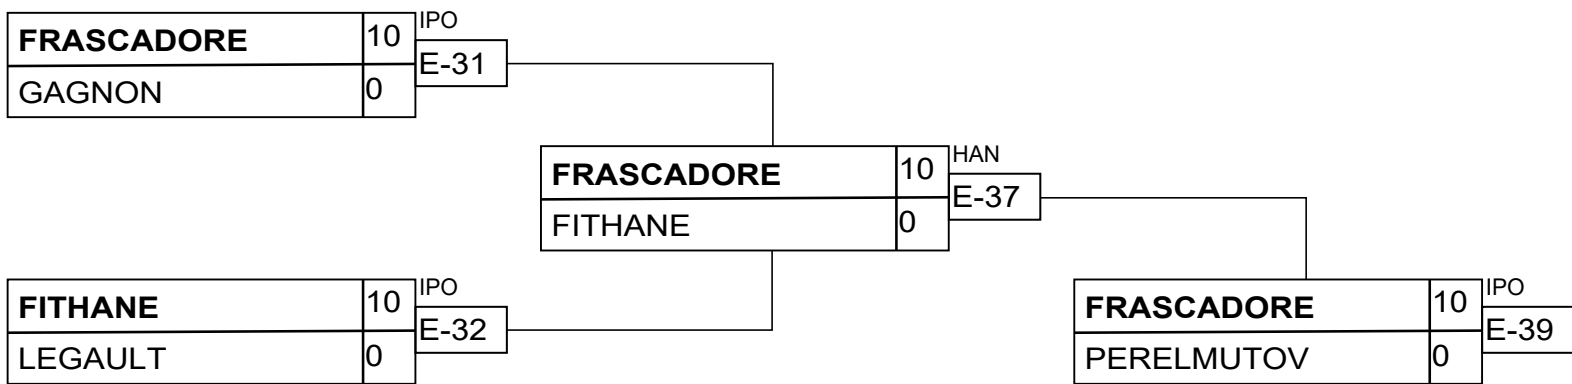 FRASCADORE 10 IPO
E-31
GAGNON 0
FRASCADORE 10 HAN
E-37
FITHANE 0
FITHANE 10 IPO
E-32
LEGAULT 0
FRASCADORE 10 IPO
E-39
PERELMUTOV 0